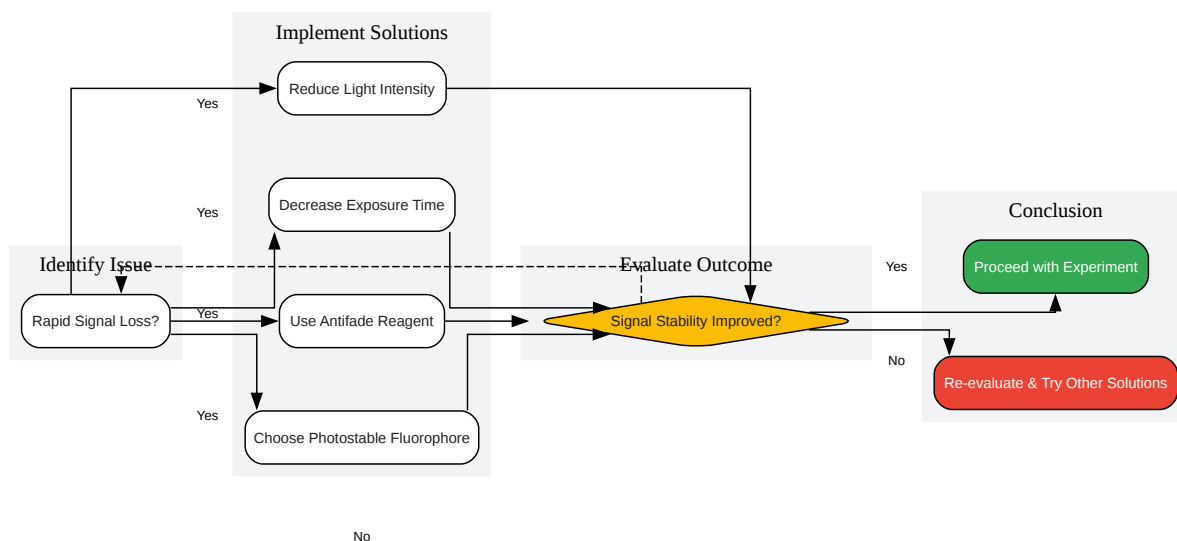 Implement Solutions
Reduce Light Intensity
Yes
Decrease Exposure Time
Yes
Conclusion
Identify Issue
Evaluate Outcome
Yes
Proceed with Experiment
Rapid Signal Loss?
Yes
Use Antifade Reagent
Signal Stability Improved?
No
Re-evaluate & Try Other Solutions
Yes
Choose Photostable Fluorophore
No